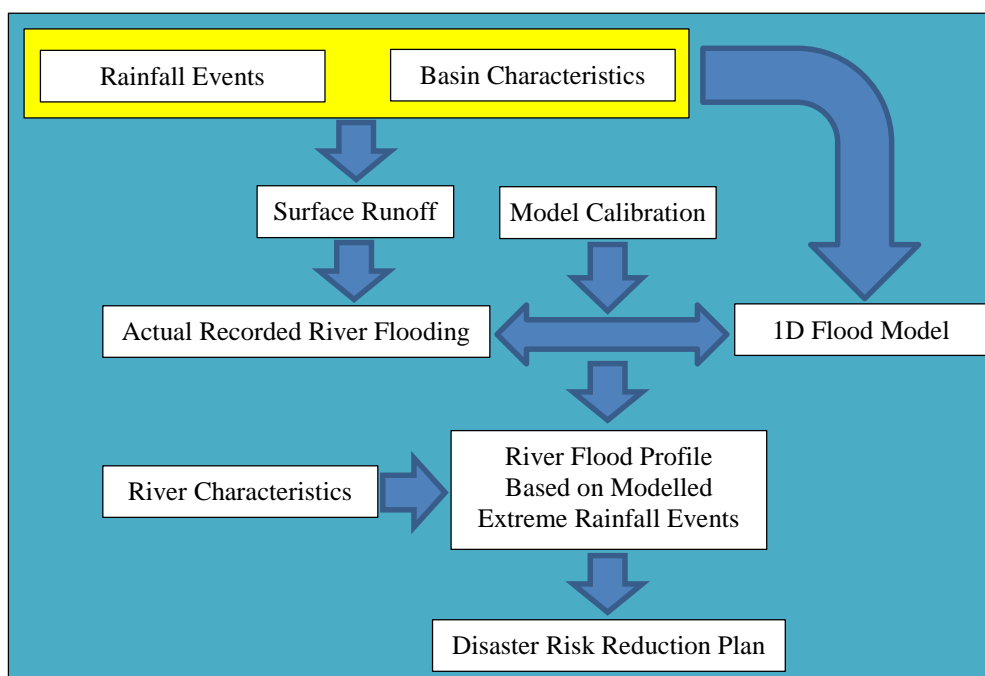 Rainfall Events
Basin Characteristics
Surface Runoff
Model Calibration
Actual Recorded River Flooding
1D Flood Model
River Flood Profile
Based on Modelled
Extreme Rainfall Events
River Characteristics
Disaster Risk Reduction Plan